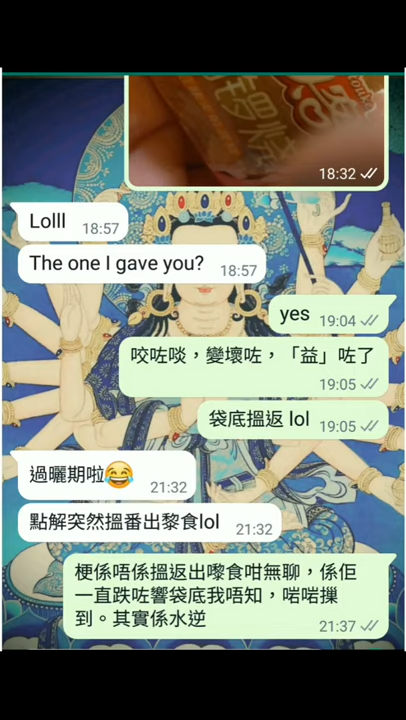 18:32
Lolll 18:57
The one I gave you? 18:57
yes 19:04
咬咗啖，變壞咗，「益」咗了
19:05
袋底搵返 lol 19:05
過曬期啦😂
21:32
點解突然搵番出黎食lol 21:32
梗係唔係搵返出嚟食咁無聊，係佢
一直跌咗響袋底我唔知，啱啱摷
到。其實係水逆 21:37